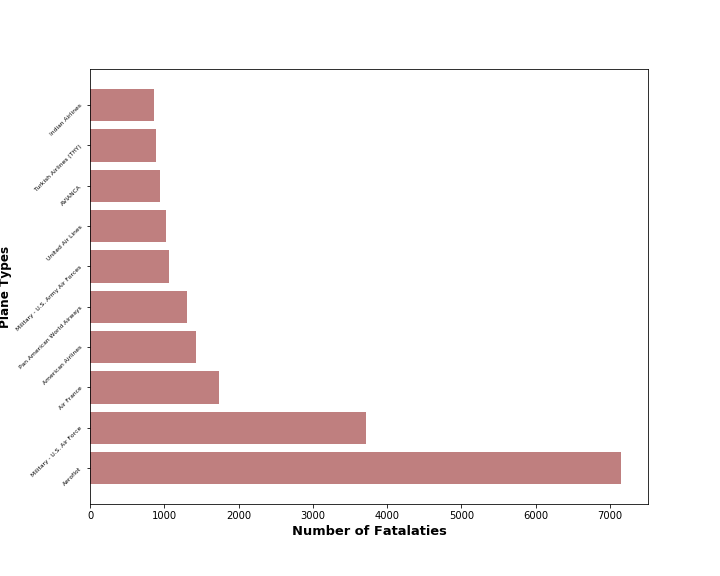 Indian Airlines
Turkish Airlines (THY)
AVIANCA
United Air Lines
Military - U.S. Army Air Forces
Pan American World Airways
American Airlines
Air France
Military - U.S. Air Force
Aeroflot
Plane Types
0 1000 2000 3000 4000 5000 6000 7000
Number of Fatalaties